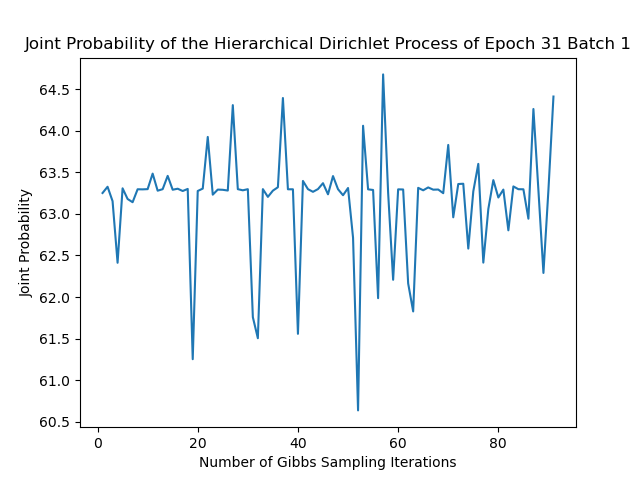 Joint Probability of the Hierarchical Dirichlet Process of Epoch 31 Batch 1
Joint Probability
64.5
64.0
63.5
63.0
62.5
62.0
61.5
61.0
60.5
0 20 40 60 80
Number of Gibbs Sampling Iterations